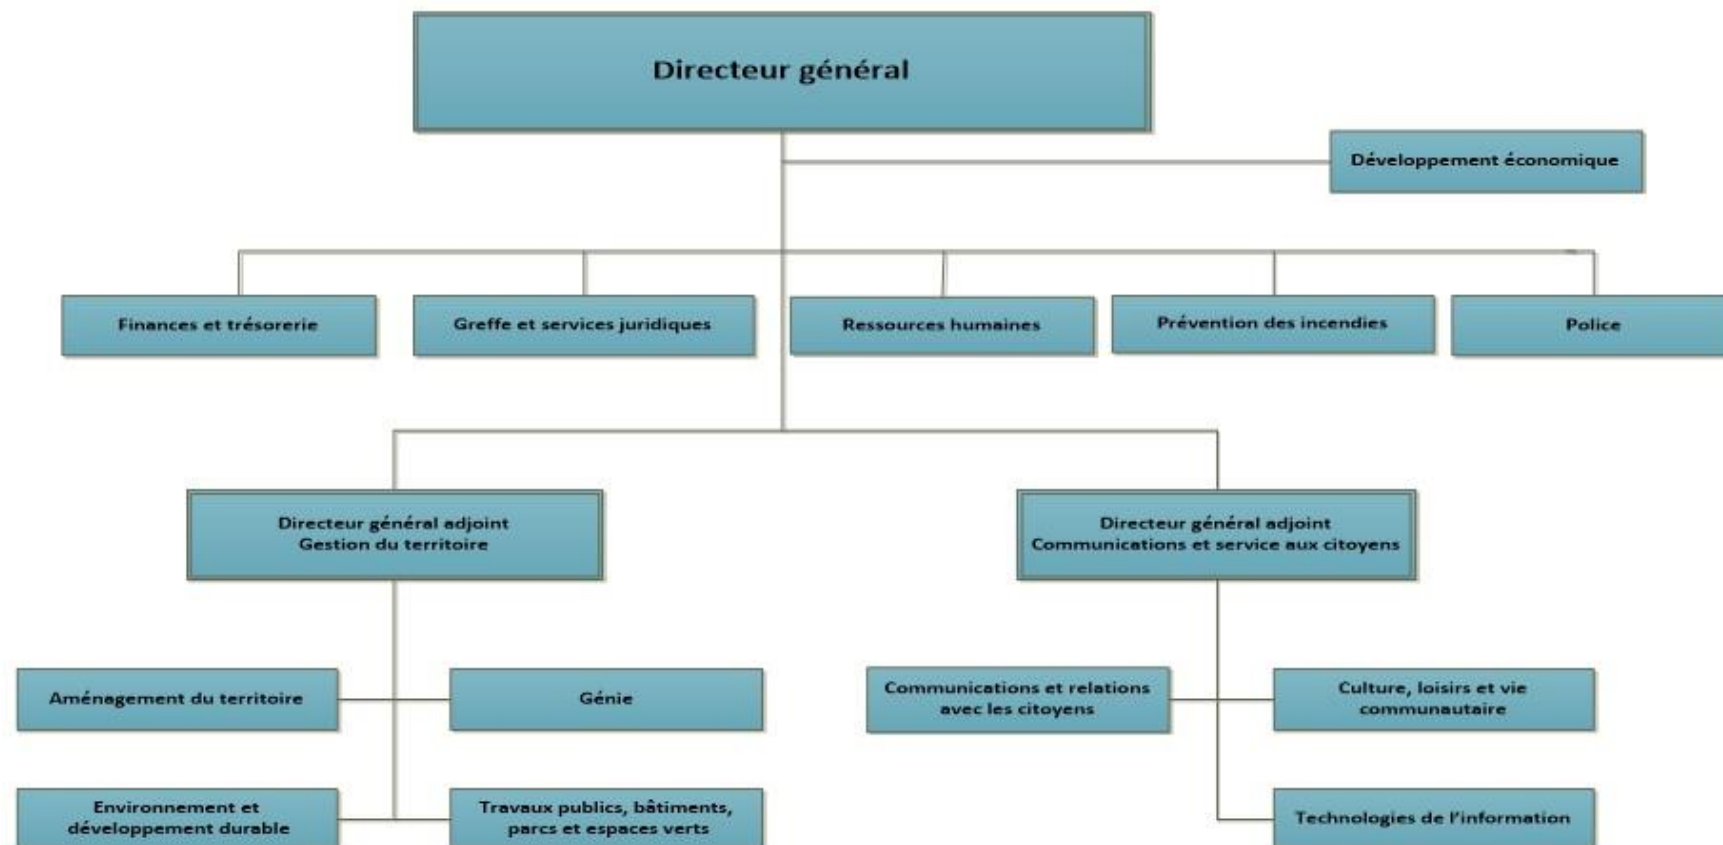 Directeur général
Développement économique
Finances et trésorerie
Greffe et services juridiques
Ressources humaines
Prévention des incendies
Police
Directeur général adjoint
Gestion du territoire
Directeur général adjoint
Communications et service aux citoyens
Aménagement du territoire
Génie
Communications et relations
avec les citoyens
Culture, loisirs et vie
communautaire
Environnement et
développement durable
Travaux publics, bâtiments,
parcs et espaces verts
Technologies de l'information